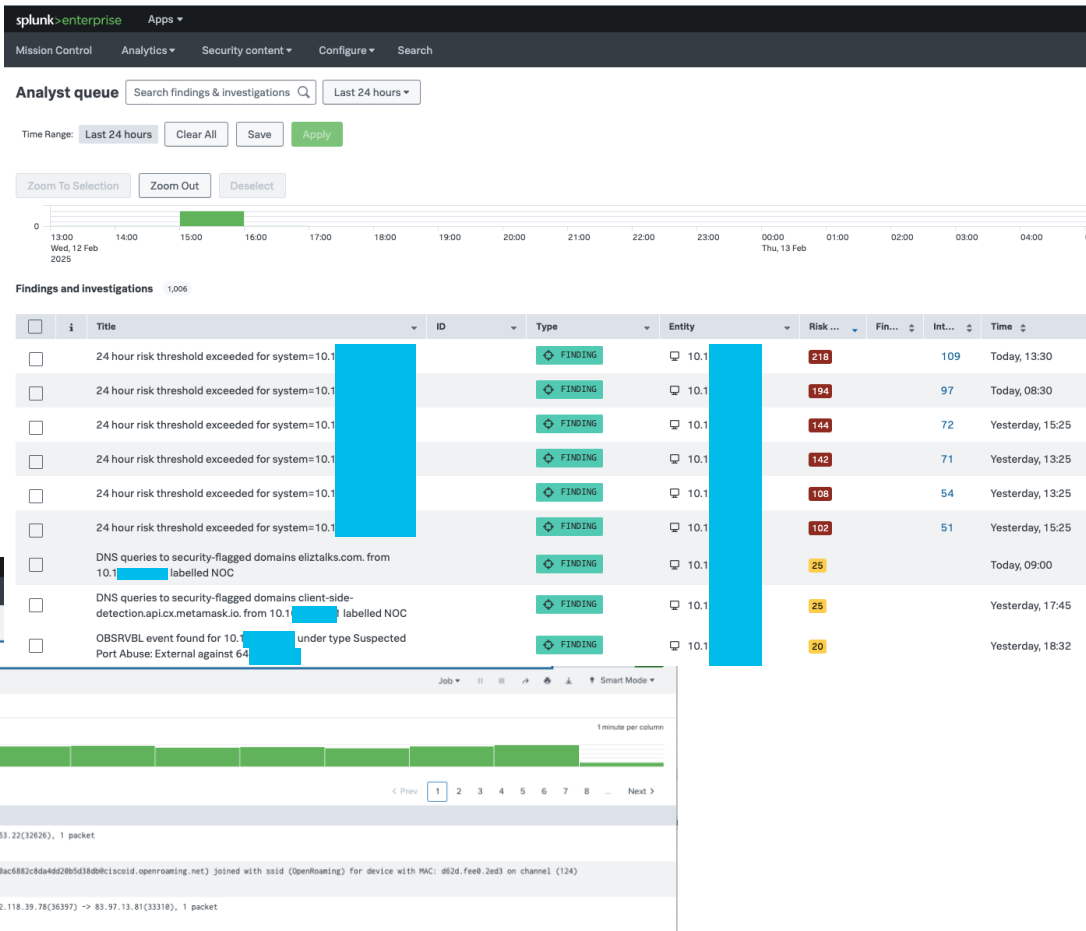 splunk>enterprise Apps
Mission Control Analytics Security content Configure Search
Analyst queue Search findings & investigations Last 24 hours
Time Range: Last 24 hours Clear All Save Apply
Zoom To Selection Zoom Out Deselect
0
13:00 14:00 15:00 16:00 17:00 18:00 19:00 20:00 21:00 22:00 23:00 00:00 01:00 02:00 03:00 04:00
Wed, 12 Feb Thu, 13 Feb
2025
Findings and investigations 1,006
i Title ID Type Entity Risk ... Fin... Int... Time
24 hour risk threshold exceeded for system=10.1 FINDING 10.1 218 109 Today, 13:30
24 hour risk threshold exceeded for system=10.1 FINDING 10.1 194 97 Today, 08:30
24 hour risk threshold exceeded for system=10.1 FINDING 10.1 144 72 Yesterday, 15:25
24 hour risk threshold exceeded for system=10.1 FINDING 10.1 142 71 Yesterday, 13:25
24 hour risk threshold exceeded for system=10.1 FINDING 10.1 108 54 Yesterday, 13:25
24 hour risk threshold exceeded for system=10.1 FINDING 10.1 102 51 Yesterday, 15:25
DNS queries to security-flagged domains eliztalks.com. from
10.1 labelled NOC FINDING 10.1 25 Today, 09:00
DNS queries to security-flagged domains client-side-
detection.api.cx.metamask.io. from 10.1 labelled NOC FINDING 10.1 25 Yesterday, 17:45
OBSRVBL event found for 10.1 under type Suspected
Port Abuse: External against 64 FINDING 10.1 20 Yesterday, 18:32
Job Smart Mode
1 minute per column
< Prev 1 2 3 4 5 6 7 8 ... Next >
53.22(32626), 1 packet
0ac6882c8da4dd20b5d38db@ciscoid.openroaming.net) joined with ssid (OpenRoaming) for device with MAC: d62d.fee0.2ed3 on channel (124)
2.118.39.78(36397) -> 83.97.13.81(33310), 1 packet